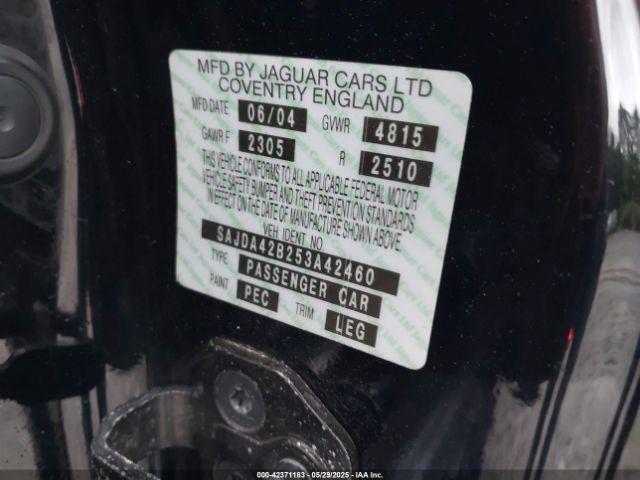 MFD BY JAGUAR CARS LTD
COVENTRY ENGLAND
MFD DATE 06/04 GVWR 4815
GAWR F 2305 R 2510
THIS VEHICLE CONFORMS TO ALL APPLICABLE FEDERAL MOTOR
VEHICLE SAFETY, BUMPER AND THEFT PREVENTION STANDARDS
IN EFFECT ON THE DATE OF MANUFACTURE SHOWN ABOVE
VEH IDENT NO.
SAJDA42B253A42460
TYPE PASSENGER CAR
PAINT PEC TRIM LEG
000-42371183 - 05/29/2025 - IAAI.COM